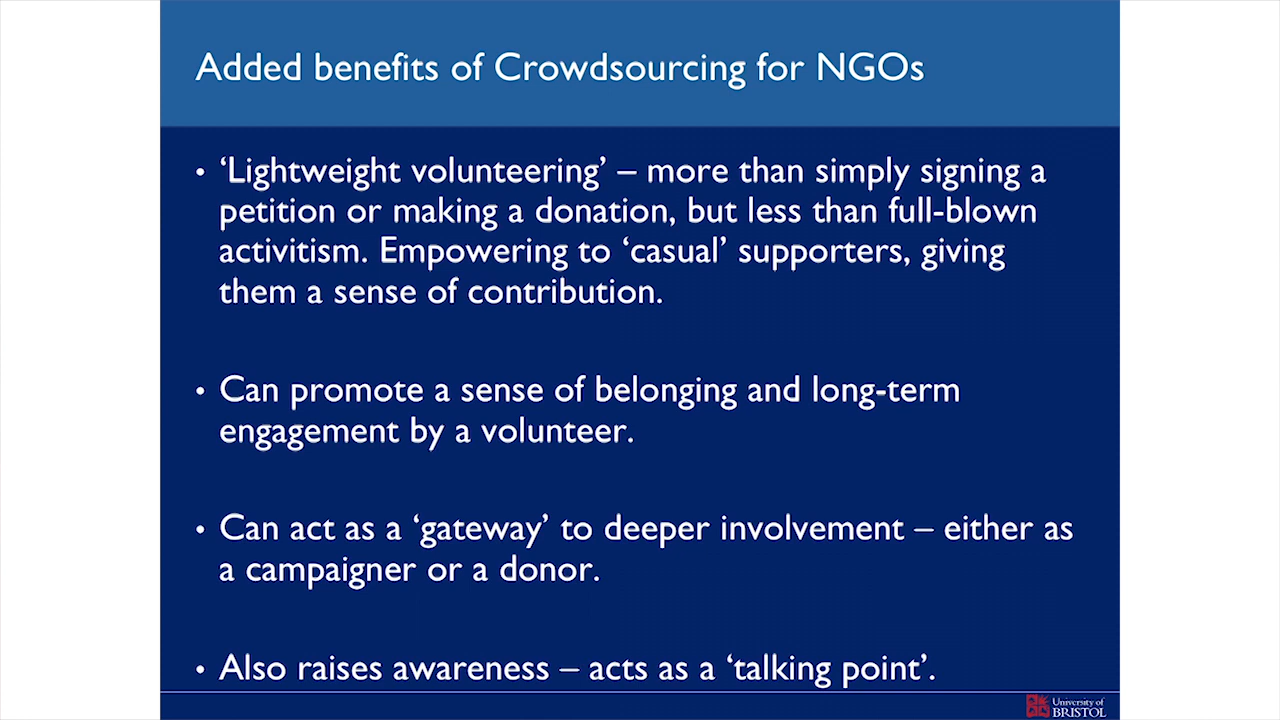 Added benefits of Crowdsourcing for NGOs
• ‘Lightweight volunteering’ – more than simply signing a
petition or making a donation, but less than full-blown
activitism. Empowering to ‘casual’ supporters, giving
them a sense of contribution.
• Can promote a sense of belonging and long-term
engagement by a volunteer.
• Can act as a ‘gateway’ to deeper involvement – either as
a campaigner or a donor.
• Also raises awareness – acts as a ‘talking point’.
University of
BRISTOL